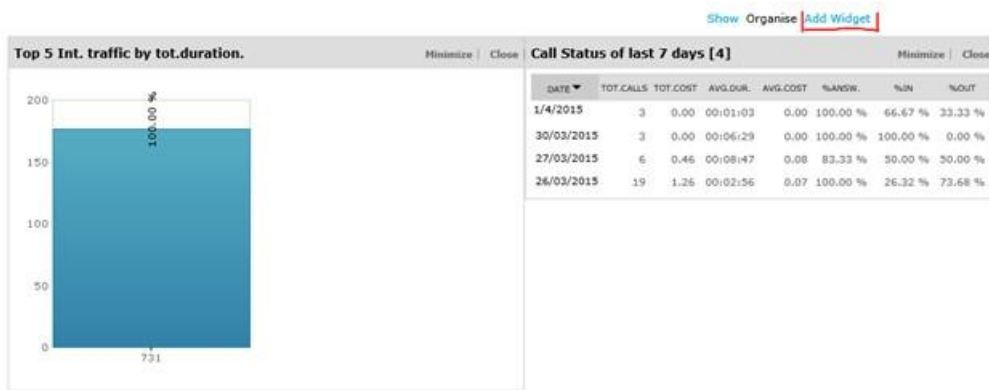 Show Organise Add Widget
Top 5 Int. traffic by tot.duration. Minimize | Close
200
150
100
50
0
100.00 %
731
Call Status of last 7 days [4] Minimize | Close
DATE TOT.CALLS TOT.COST AVG.DUR. AVG.COST %ANSW. %IN %OUT
1/4/2015 3 0.00 00:01:03 0.00 100.00 % 66.67 % 33.33 %
30/03/2015 3 0.00 00:06:29 0.00 100.00 % 100.00 % 0.00 %
27/03/2015 6 0.46 00:08:47 0.08 83.33 % 50.00 % 50.00 %
26/03/2015 19 1.26 00:02:56 0.07 100.00 % 26.32 % 73.68 %